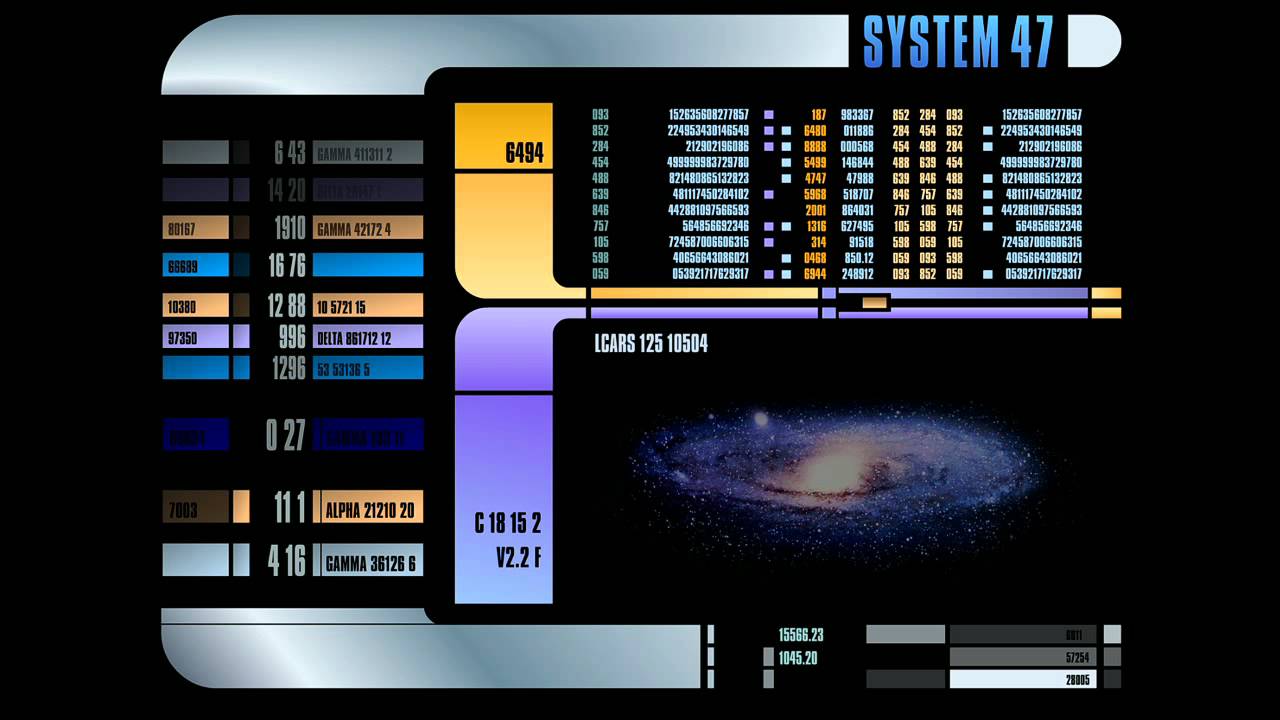 SYSTEM 47
6 43 GAMMA 411311 2
14 20
80167 1910 GAMMA 42172 4
66689 16 76
10380 12 88 10 5721 15
97350 996 DELTA 861712 12
1296 53 53136 5
0 27
7003 11 1 ALPHA 21210 20
4 16 GAMMA 36126 6
6494
093 152635608277857 187 983367 852 284 093 152635608277857
852 224953430146549 6480 011886 284 454 852 224953430146549
284 212902196086 8888 000568 454 488 284 212902196086
454 499999983729780 5499 146844 488 639 454 499999983729780
488 821480865132823 4747 47988 639 846 488 821480865132823
639 481117450284102 5968 518707 846 757 639 481117450284102
846 442881097566593 2001 864031 757 105 846 442881097566593
757 564856692346 1316 627495 105 598 757 564856692346
105 724587006606315 314 91518 598 059 105 724587006606315
598 40656643086021 0468 850.12 059 093 598 40656643086021
059 053921717629317 6944 248912 093 852 059 053921717629317
LCARS 125 10504
C 18 15 2
V2.2 F
15566.23
1045.20 57254
28005